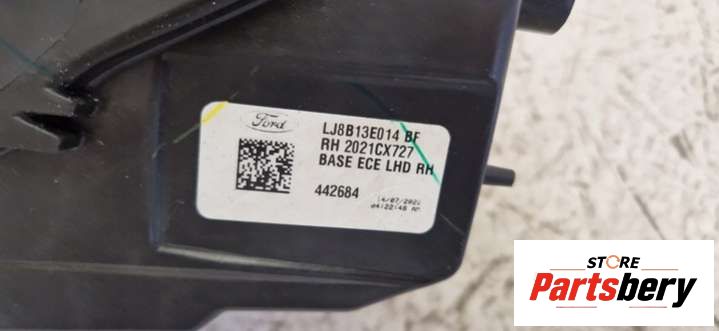 Ford
LJ8B13E014 BF
RH 2021CX727
BASE ECE LHD RH
442684
STORE
Partsbery